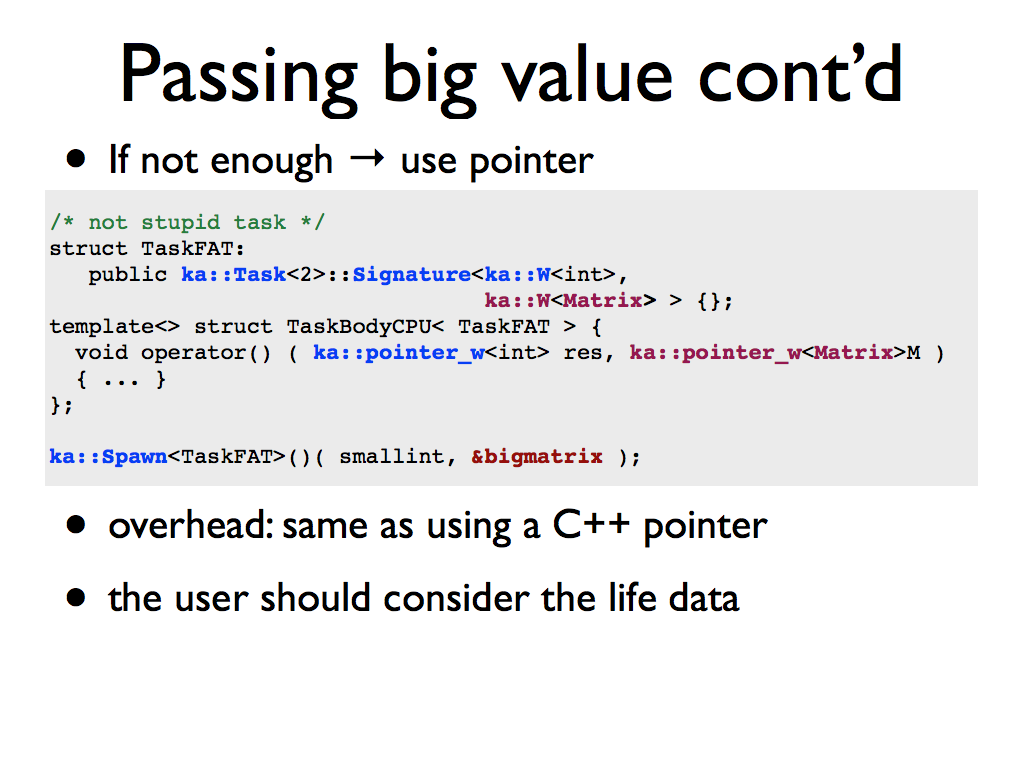 Passing big value cont’d
• If not enough → use pointer
/* not stupid task */
struct TaskFAT:
   public ka::Task<2>::Signature<ka::W<int>,
                                 ka::W<Matrix> > {};
template<> struct TaskBodyCPU< TaskFAT > {
  void operator() ( ka::pointer_w<int> res, ka::pointer_w<Matrix>M )
  { ... }
};
ka::Spawn<TaskFAT>()( smallint, &bigmatrix );
• overhead: same as using a C++ pointer
• the user should consider the life data